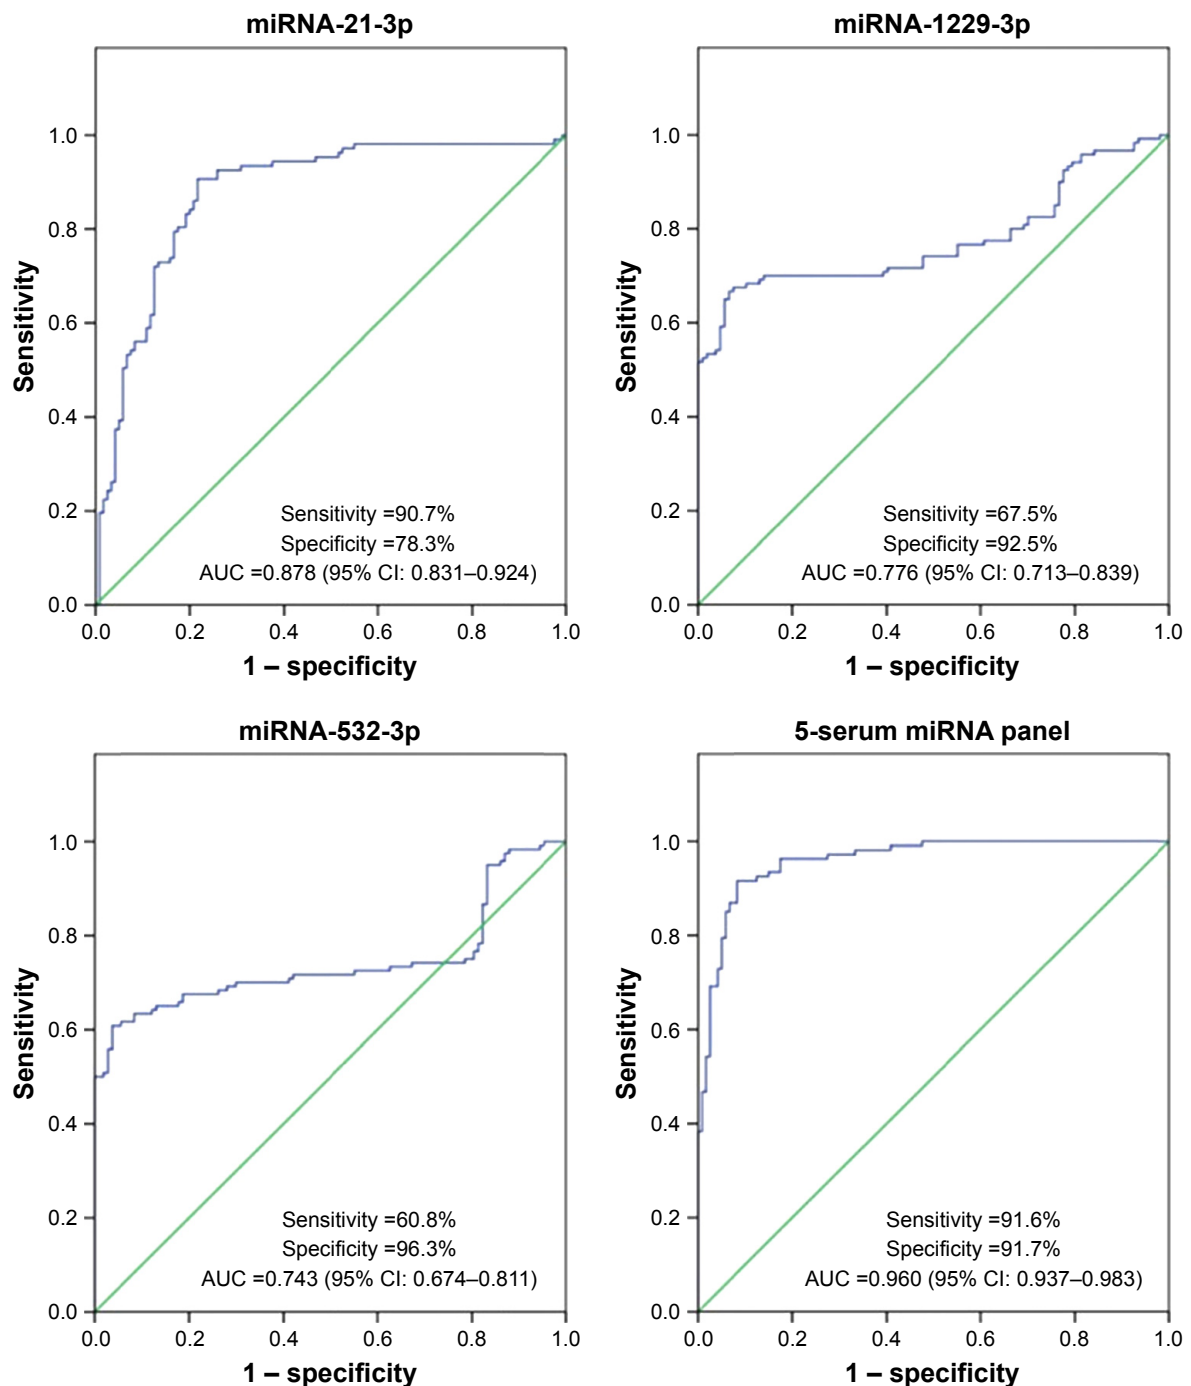 miRNA-21-3p
1.0
0.8
0.6
0.4
0.2
0.0
Sensitivity
Sensitivity =90.7%
Specificity =78.3%
AUC =0.878 (95% CI: 0.831–0.924)
0.0 0.2 0.4 0.6 0.8 1.0
1 – specificity
miRNA-1229-3p
1.0
0.8
0.6
0.4
0.2
0.0
Sensitivity
Sensitivity =67.5%
Specificity =92.5%
AUC =0.776 (95% CI: 0.713–0.839)
0.0 0.2 0.4 0.6 0.8 1.0
1 – specificity
miRNA-532-3p
1.0
0.8
0.6
0.4
0.2
0.0
Sensitivity
Sensitivity =60.8%
Specificity =96.3%
AUC =0.743 (95% CI: 0.674–0.811)
0.0 0.2 0.4 0.6 0.8 1.0
1 – specificity
5-serum miRNA panel
1.0
0.8
0.6
0.4
0.2
0.0
Sensitivity
Sensitivity =91.6%
Specificity =91.7%
AUC =0.960 (95% CI: 0.937–0.983)
0.0 0.2 0.4 0.6 0.8 1.0
1 – specificity